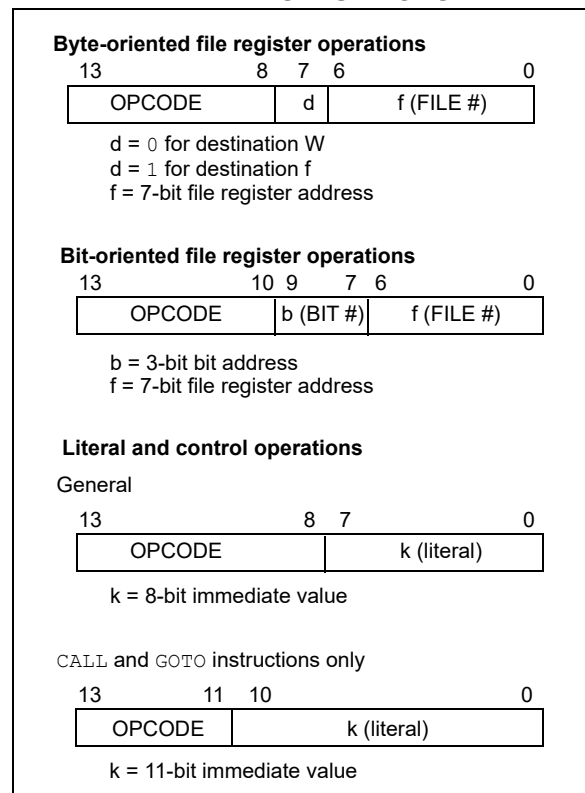 Byte-oriented file register operations
13 8 7 6 0
OPCODE d f (FILE #)
d = 0 for destination W
d = 1 for destination f
f = 7-bit file register address
Bit-oriented file register operations
13 10 9 7 6 0
OPCODE b (BIT #) f (FILE #)
b = 3-bit bit address
f = 7-bit file register address
Literal and control operations
General
13 8 7 0
OPCODE k (literal)
k = 8-bit immediate value
CALL and GOTO instructions only
13 11 10 0
OPCODE k (literal)
k = 11-bit immediate value